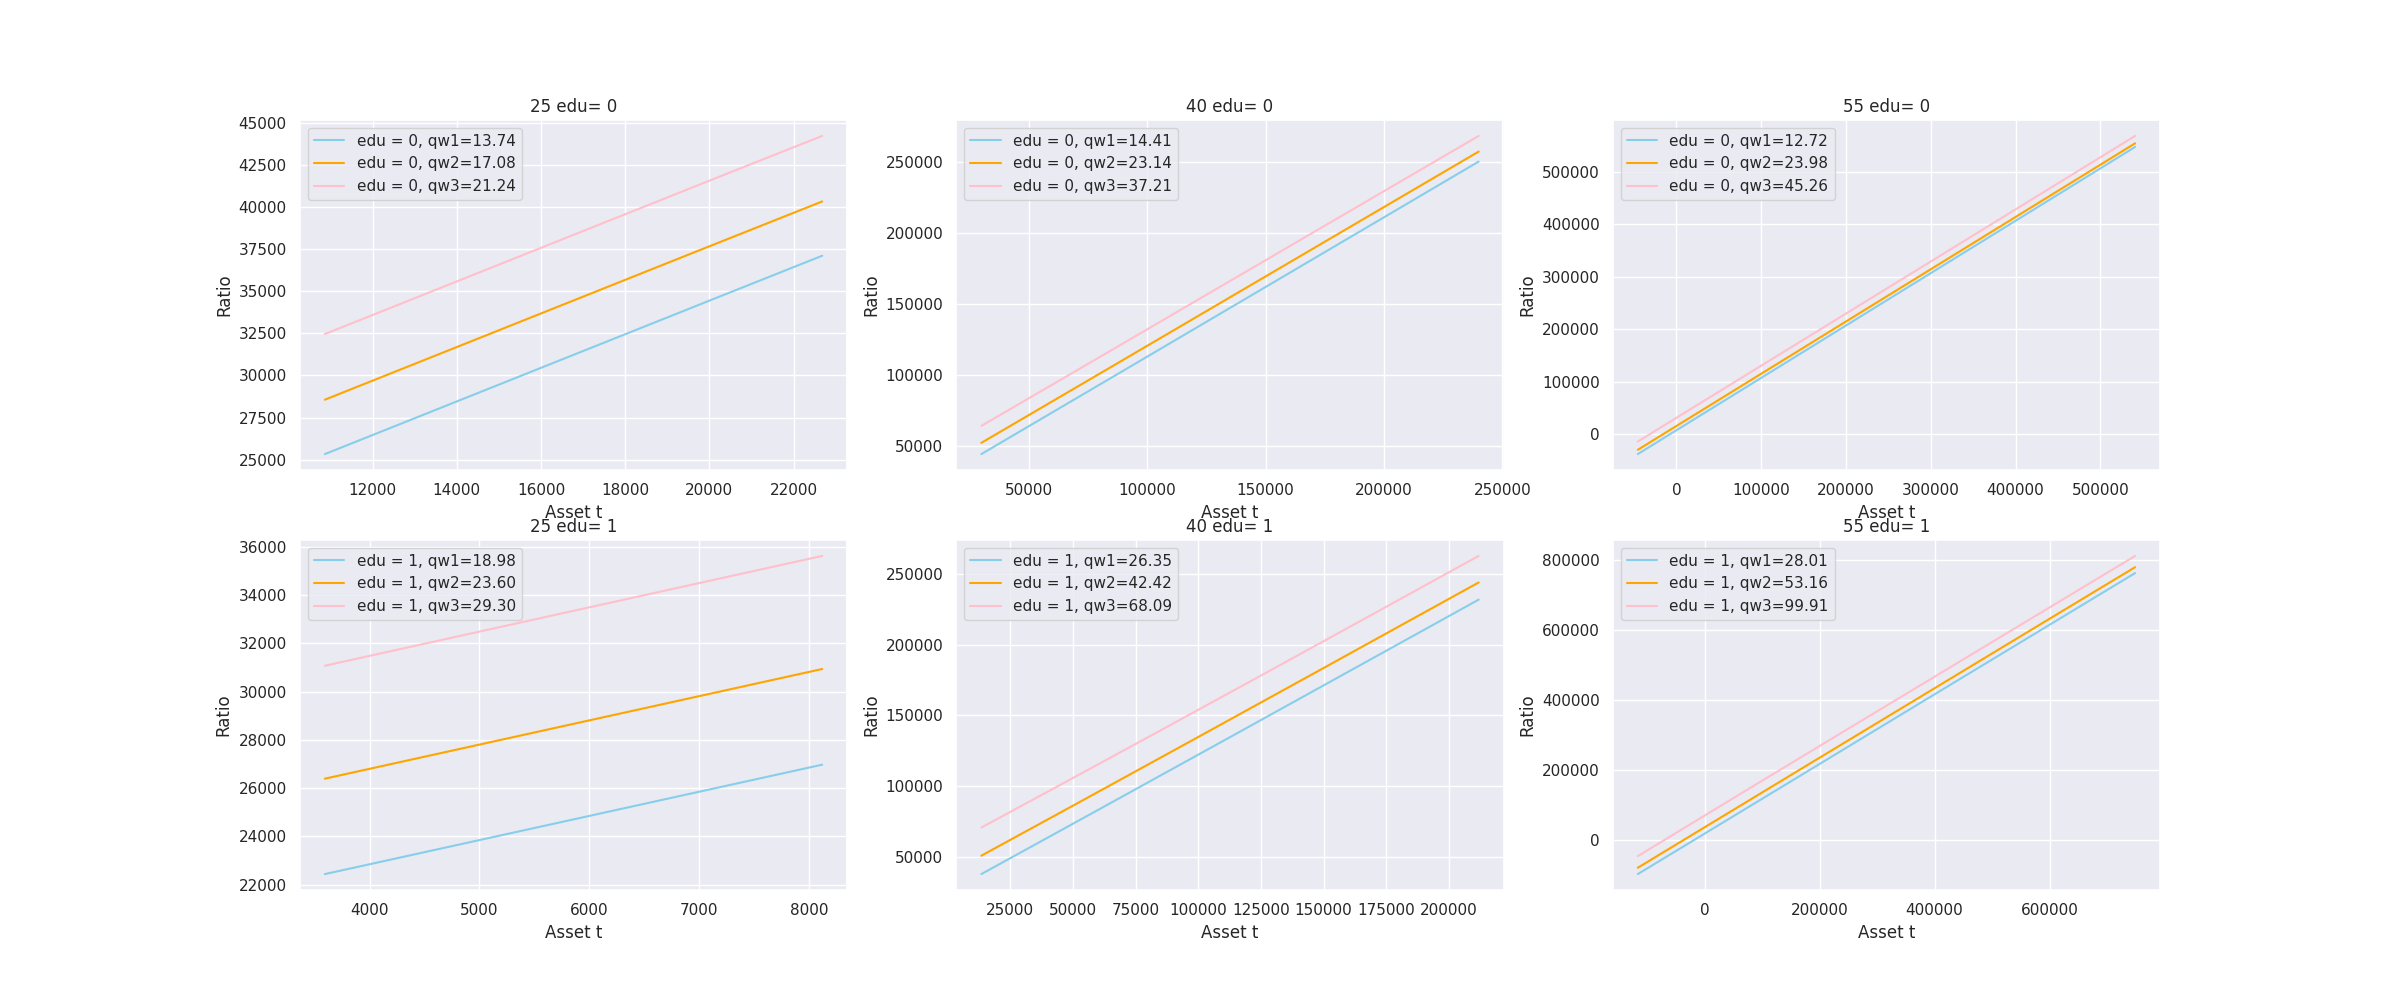 25 edu= 0
45000
42500
40000
37500
35000
32500
30000
27500
25000
Ratio
edu = 0, qw1=13.74
edu = 0, qw2=17.08
edu = 0, qw3=21.24
12000 14000 16000 18000 20000 22000
Asset t
40 edu= 0
250000
200000
150000
100000
50000
Ratio
edu = 0, qw1=14.41
edu = 0, qw2=23.14
edu = 0, qw3=37.21
50000 100000 150000 200000 250000
Asset t
55 edu= 0
500000
400000
300000
200000
100000
0
Ratio
edu = 0, qw1=12.72
edu = 0, qw2=23.98
edu = 0, qw3=45.26
0 100000 200000 300000 400000 500000
Asset t
25 edu= 1
36000
34000
32000
30000
28000
26000
24000
22000
Ratio
edu = 1, qw1=18.98
edu = 1, qw2=23.60
edu = 1, qw3=29.30
4000 5000 6000 7000 8000
Asset t
40 edu= 1
250000
200000
150000
100000
50000
Ratio
edu = 1, qw1=26.35
edu = 1, qw2=42.42
edu = 1, qw3=68.09
25000 50000 75000 100000 125000 150000 175000 200000
Asset t
55 edu= 1
800000
600000
400000
200000
0
Ratio
edu = 1, qw1=28.01
edu = 1, qw2=53.16
edu = 1, qw3=99.91
0 200000 400000 600000
Asset t